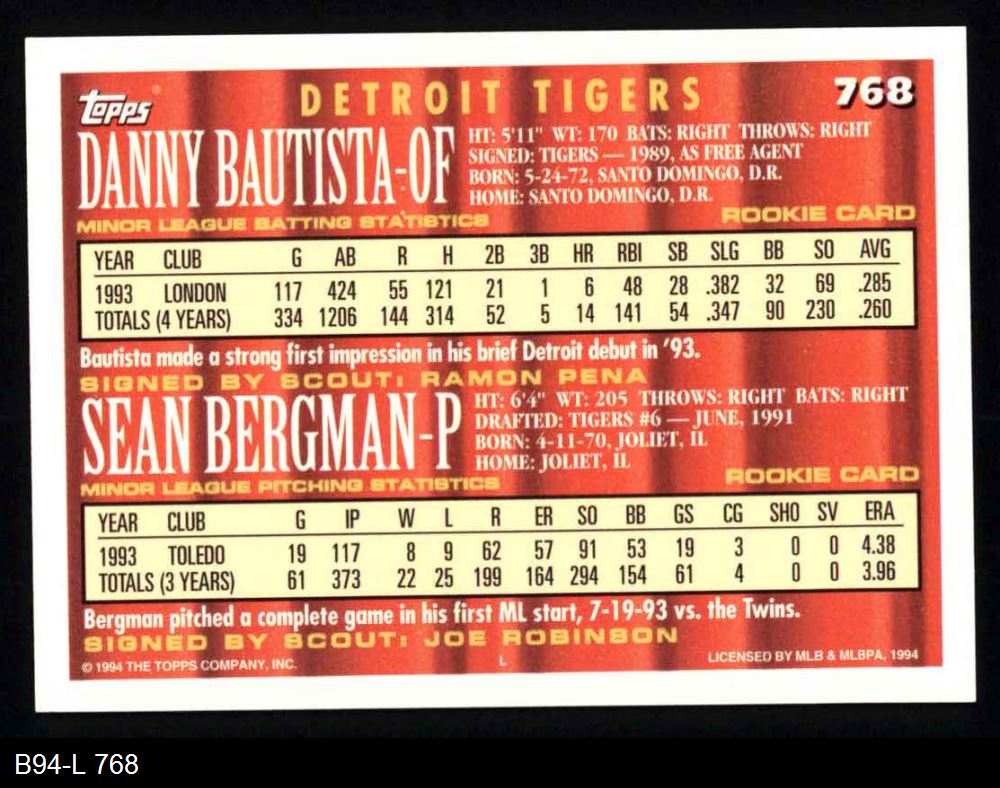 Topps® DETROIT TIGERS 768
DANNY BAUTISTA-OF
HT: 5'11" WT: 170 BATS: RIGHT THROWS: RIGHT
SIGNED: TIGERS — 1989, AS FREE AGENT
BORN: 5-24-72, SANTO DOMINGO, D.R.
HOME: SANTO DOMINGO, D.R.
MINOR LEAGUE BATTING STATISTICS ROOKIE CARD
YEAR CLUB G AB R H 2B 3B HR RBI SB SLG BB SO AVG
1993 LONDON 117 424 55 121 21 1 6 48 28 .382 32 69 .285
TOTALS (4 YEARS) 334 1206 144 314 52 5 14 141 54 .347 90 230 .260
Bautista made a strong first impression in his brief Detroit debut in '93.
SIGNED BY SCOUT: RAMON PENA
SEAN BERGMAN-P
HT: 6'4" WT: 205 THROWS: RIGHT BATS: RIGHT
DRAFTED: TIGERS #6 — JUNE, 1991
BORN: 4-11-70, JOLIET, IL
HOME: JOLIET, IL
MINOR LEAGUE PITCHING STATISTICS ROOKIE CARD
YEAR CLUB G IP W L R ER SO BB GS CG SHO SV ERA
1993 TOLEDO 19 117 8 9 62 57 91 53 19 3 0 0 4.38
TOTALS (3 YEARS) 61 373 22 25 199 164 294 154 61 4 0 0 3.96
Bergman pitched a complete game in his first ML start, 7-19-93 vs. the Twins.
SIGNED BY SCOUT: JOE ROBINSON
© 1994 THE TOPPS COMPANY, INC. L LICENSED BY MLB & MLBPA, 1994
B94-L 768